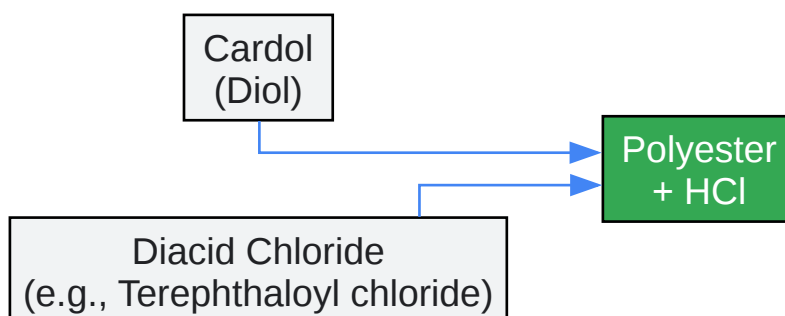 Cardol
(Diol)
Polyester
+ HCl
Diacid Chloride
(e.g., Terephthaloyl chloride)